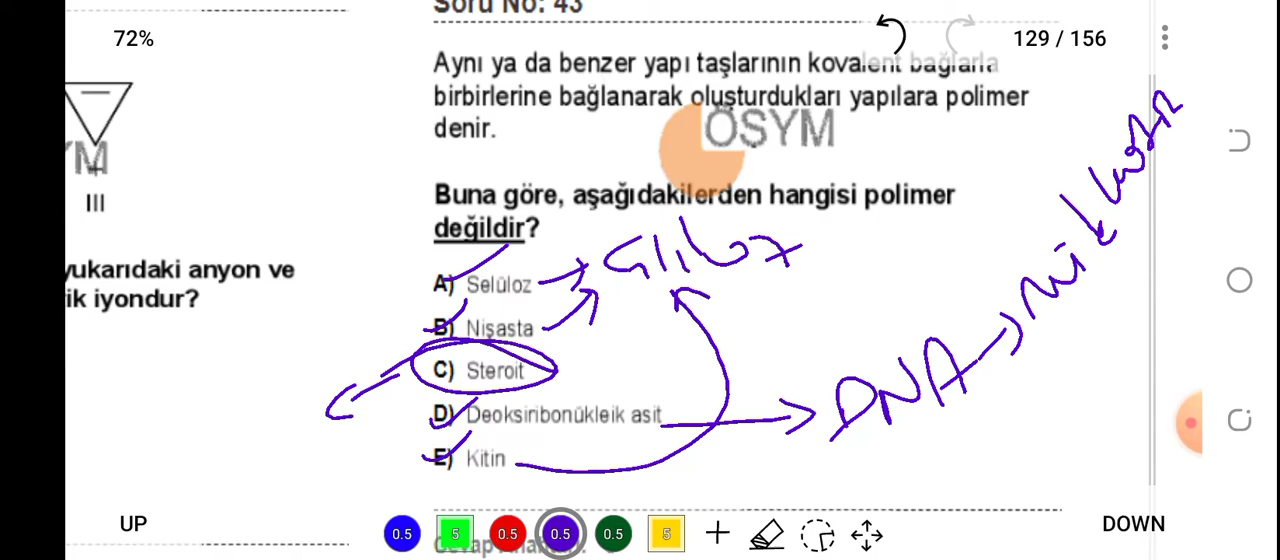 Soru No: 43
72%
129 / 156
Aynı ya da benzer yapı taşlarının kovalent bağlarla
birbirlerine bağlanarak oluşturdukları yapılara polimer
denir.
ÖSYM
YM
III
Buna göre, aşağıdakilerden hangisi polimer
değildir?
yukarıdaki anyon ve
ik iyondur?
A) Selüloz
Glikoz
B) Nişasta
C) Steroit
D) Deoksiribonükleik asit
DNA
E) Kitin
UP
0.5 5 0.5 0.5 0.5 5
DOWN